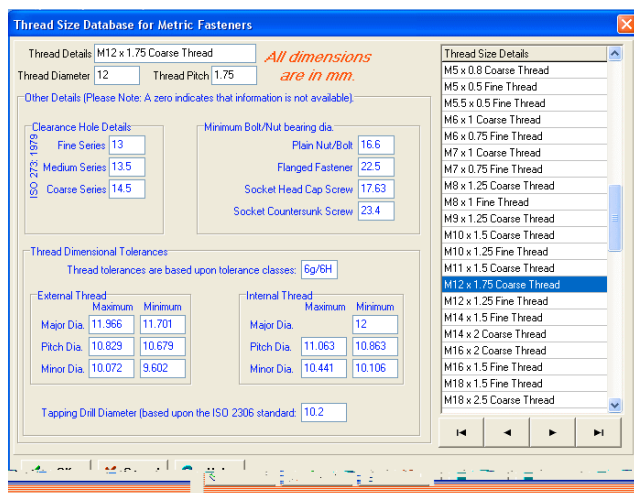 Thread Size Database for Metric Fasteners
Thread Details M12 x 1.75 Coarse Thread
Thread Diameter 12 Thread Pitch 1.75
All dimensions
are in mm.
Other Details (Please Note: A zero indicates that information is not available).
Clearance Hole Details
ISO 273: 1979
Fine Series 13
Medium Series 13.5
Coarse Series 14.5
Minimum Bolt/Nut bearing dia.
Plain Nut/Bolt 16.6
Flanged Fastener 22.5
Socket Head Cap Screw 17.63
Socket Countersunk Screw 23.4
Thread Dimensional Tolerances
Thread tolerances are based upon tolerance classes: 6g/6H
External Thread
Maximum Minimum
Major Dia. 11.966 11.701
Pitch Dia. 10.829 10.679
Minor Dia. 10.072 9.602
Internal Thread
Maximum Minimum
Major Dia. 12
Pitch Dia. 11.063 10.863
Minor Dia. 10.441 10.106
Tapping Drill Diameter (based upon the ISO 2306 standard: 10.2
Thread Size Details
M5 x 0.8 Coarse Thread
M5 x 0.5 Fine Thread
M5.5 x 0.5 Fine Thread
M6 x 1 Coarse Thread
M6 x 0.75 Fine Thread
M7 x 1 Coarse Thread
M7 x 0.75 Fine Thread
M8 x 1.25 Coarse Thread
M8 x 1 Fine Thread
M9 x 1.25 Coarse Thread
M10 x 1.5 Coarse Thread
M10 x 1.25 Fine Thread
M11 x 1.5 Coarse Thread
M12 x 1.75 Coarse Thread
M12 x 1.25 Fine Thread
M14 x 1.5 Fine Thread
M14 x 2 Coarse Thread
M16 x 2 Coarse Thread
M16 x 1.5 Fine Thread
M18 x 1.5 Fine Thread
M18 x 2.5 Coarse Thread